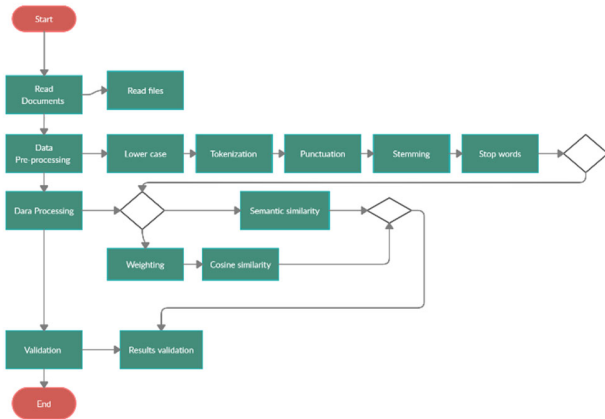 Start
Read
Documents
Read files
Data
Pre-processing
Lower case
Tokenization
Punctuation
Stemming
Stop words
Dara Processing
Semantic similarity
Weighting
Cosine similarity
Validation
Results validation
End